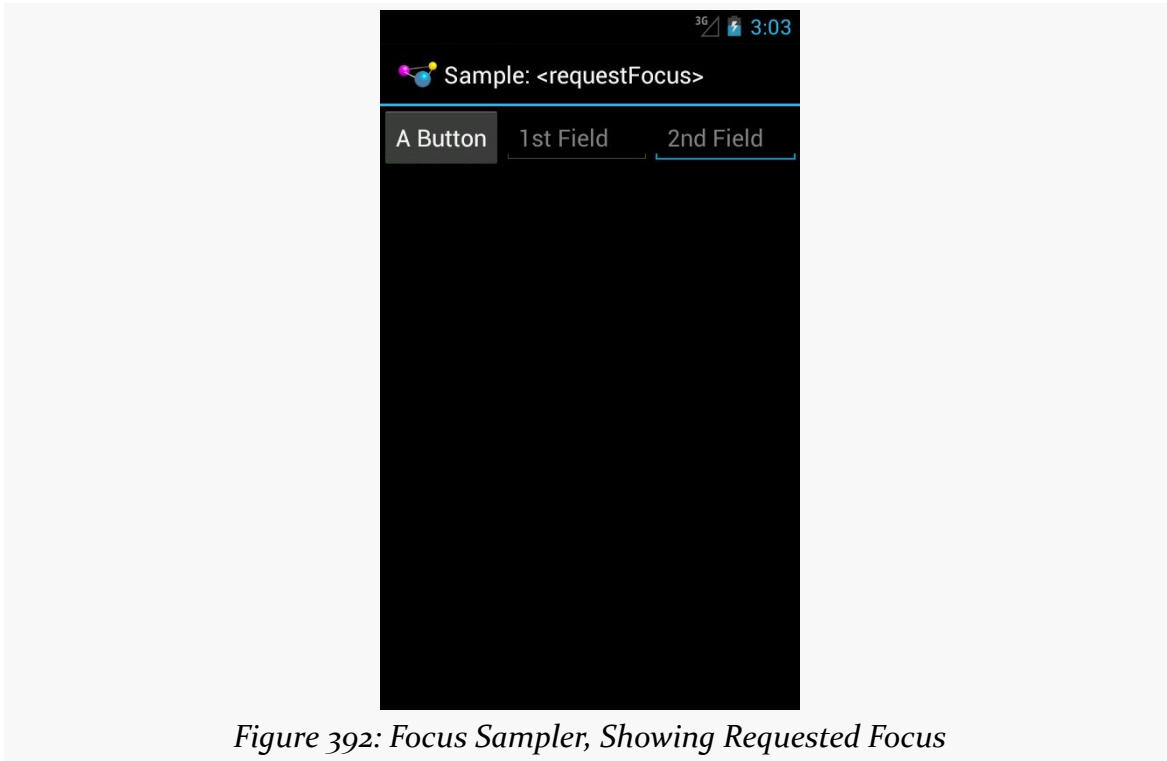 3G 3:03
Sample: <requestFocus>
A Button 1st Field 2nd Field
Figure 392: Focus Sampler, Showing Requested Focus